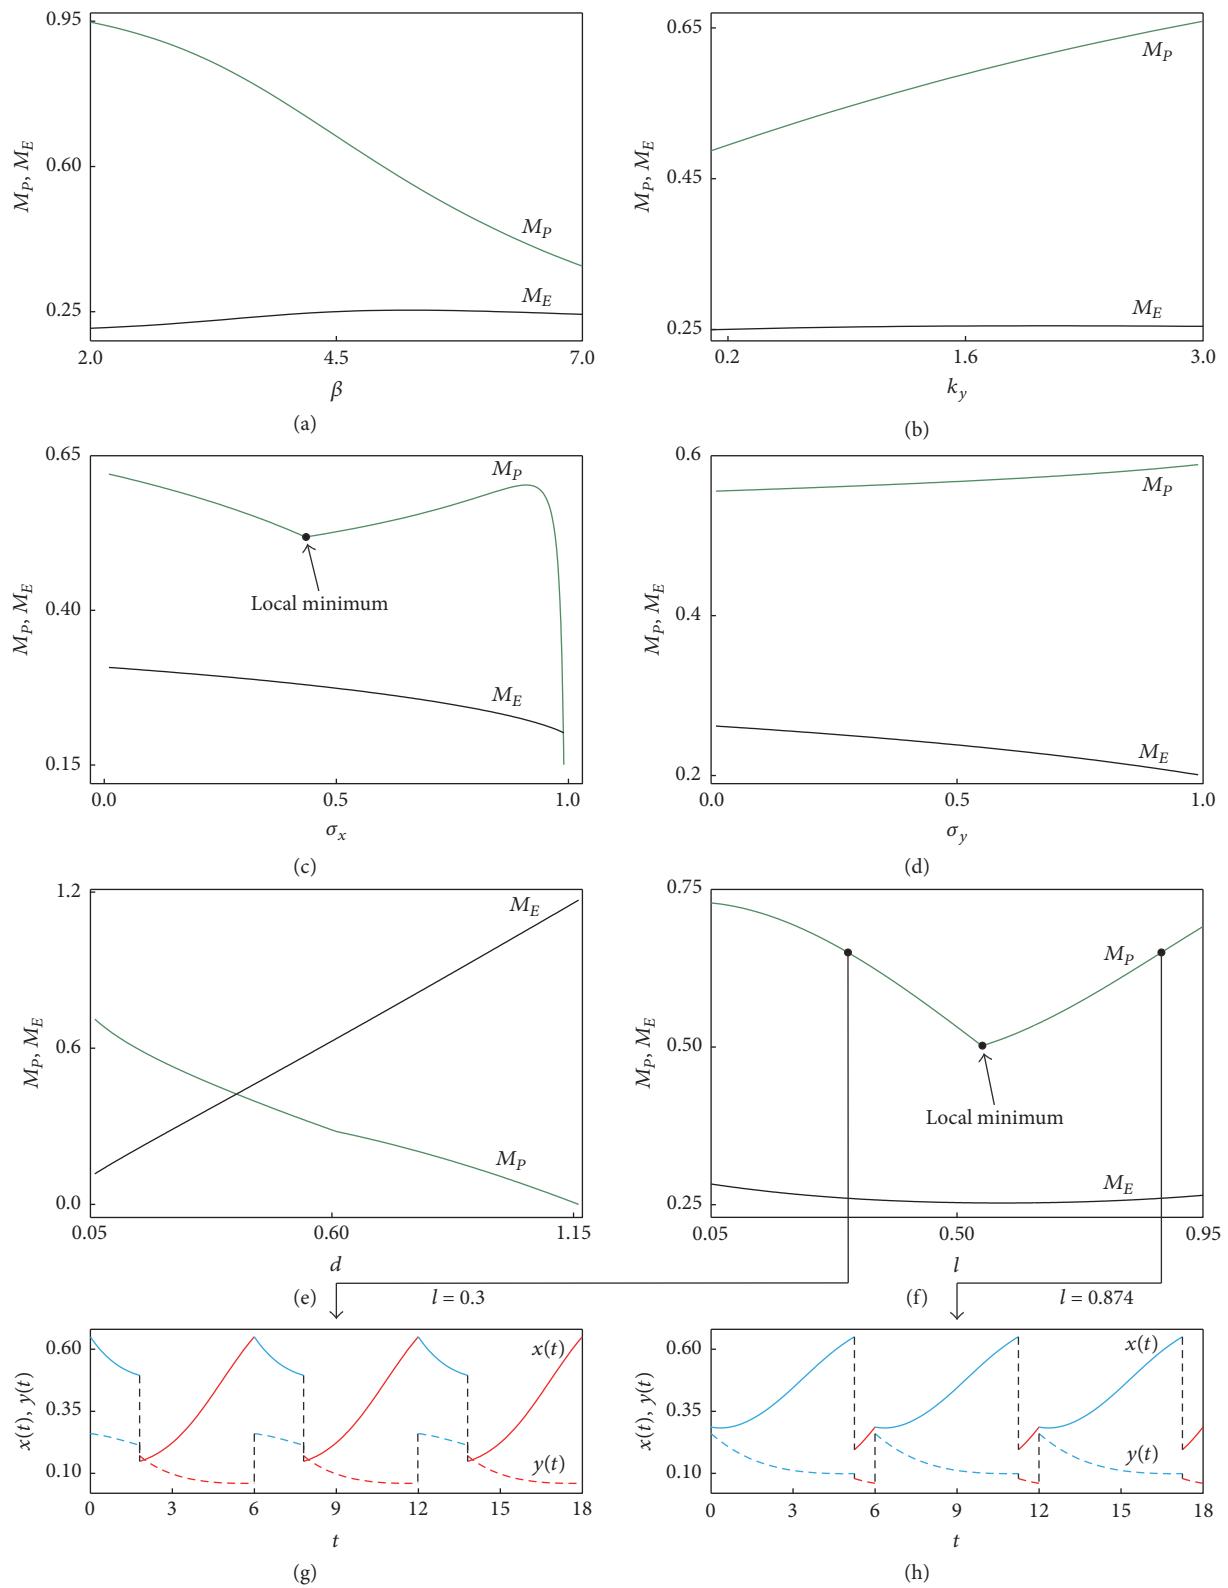 0.95
M_P, M_E
0.60
0.25
M_P
M_E
2.0 4.5 7.0
β
(a)
0.65
M_P, M_E
0.45
0.25
M_P
M_E
0.2 1.6 3.0
k_y
(b)
0.65
M_P, M_E
0.40
0.15
M_P
Local minimum
M_E
0.0 0.5 1.0
σ_x
(c)
0.6
M_P, M_E
0.4
0.2
M_P
M_E
0.0 0.5 1.0
σ_y
(d)
1.2
M_P, M_E
0.6
0.0
M_E
M_P
0.05 0.60 1.15
d
(e)
0.75
M_P, M_E
0.50
0.25
M_P
Local minimum
M_E
0.05 0.50 0.95
l
(f)
l = 0.3
l = 0.874
0.60
x(t), y(t)
0.35
0.10
x(t)
y(t)
0 3 6 9 12 15 18
t
(g)
0.60
x(t), y(t)
0.35
0.10
x(t)
y(t)
0 3 6 9 12 15 18
t
(h)